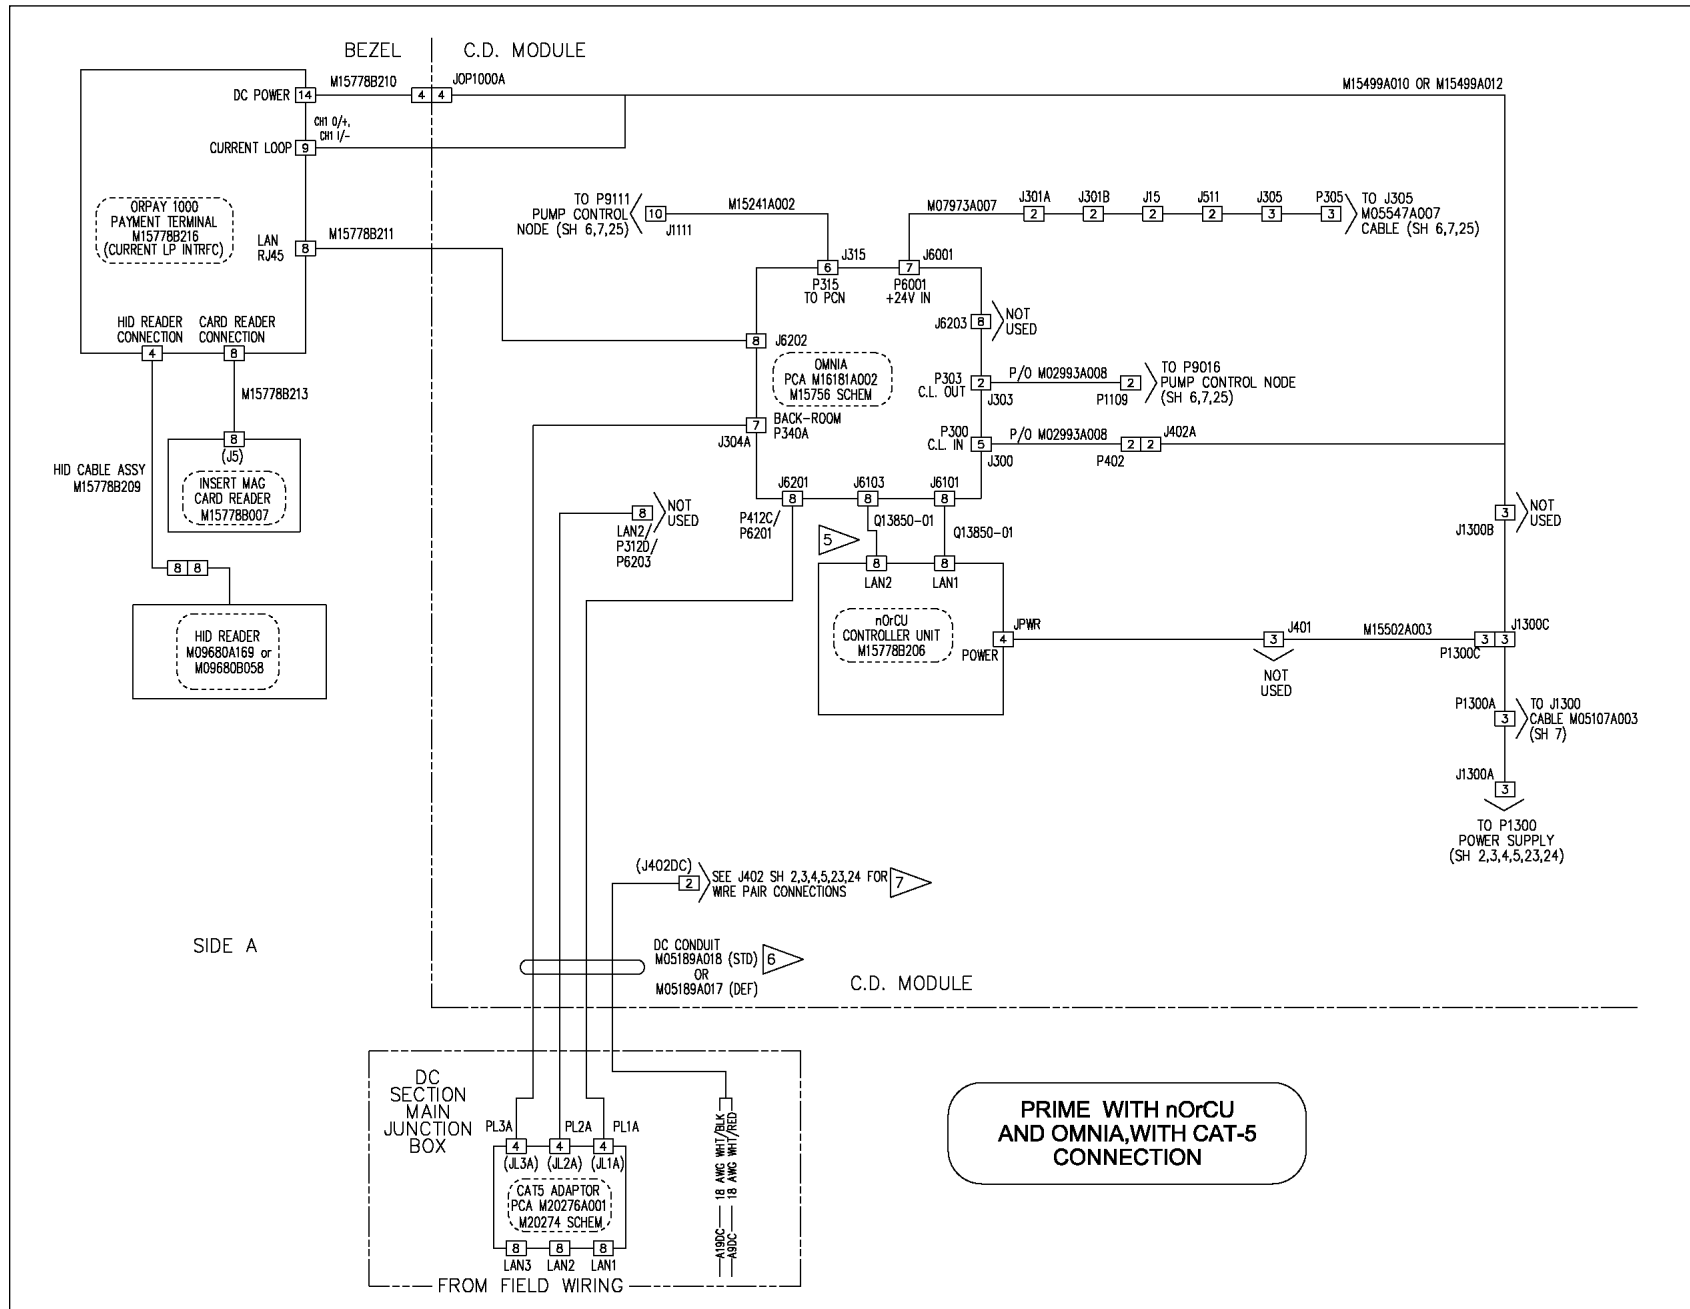 BEZEL
C.D. MODULE
M15778B210
JOP1000A
M15499A010 OR M15499A012
DC POWER
14
4
4
CH1 0/+,
CH1 I/-
CURRENT LOOP
9
ORPAY 1000
PAYMENT TERMINAL
M15778B216
(CURRENT LP INTRFC)
LAN
RJ45
8
M15778B211
TO P9111
PUMP CONTROL
NODE (SH 6,7,25)
10
J1111
M15241A002
M07973A007
J301A
2
J301B
2
J15
2
J511
2
J305
3
P305
3
TO J305
M05547A007
CABLE (SH 6,7,25)
J315
6
P315
TO PCN
J6001
7
P6001
+24V IN
J6203
8
NOT
USED
HID READER
CONNECTION
4
CARD READER
CONNECTION
8
8
J6202
OMNIA
PCA M16181A002
M15756 SCHEM
P303
C.L. OUT
2
J303
P/O M02993A008
2
P1109
TO P9016
PUMP CONTROL NODE
(SH 6,7,25)
M15778B213
7
J304A
BACK-ROOM
P340A
P300
C.L. IN
5
J300
P/O M02993A008
2
2
P402
J402A
8
(J5)
HID CABLE ASSY
M15778B209
INSERT MAG
CARD READER
M15778B007
J6201
8
J6103
8
J6101
8
P412C/
P6201
8
NOT
USED
LAN2/
P312D/
P6203
Q13850-01
Q13850-01
5
3
J1300B
NOT
USED
8
8
8
LAN2
8
LAN1
HID READER
M09680A169 or
M09680B058
nOrCU
CONTROLLER UNIT
M15778B206
JPWR
4
POWER
J401
3
NOT
USED
M15502A003
J1300C
3
3
P1300C
P1300A
3
TO J1300
CABLE M05107A003
(SH 7)
J1300A
3
TO P1300
POWER SUPPLY
(SH 2,3,4,5,23,24)
(J402DC)
2
SEE J402 SH 2,3,4,5,23,24 FOR
WIRE PAIR CONNECTIONS
7
SIDE A
DC CONDUIT
M05189A018 (STD)
OR
M05189A017 (DEF)
6
C.D. MODULE
DC
SECTION
MAIN
JUNCTION
BOX
PL3A
PL2A
PL1A
4
4
4
(JL3A)
(JL2A)
(JL1A)
CAT5 ADAPTOR
PCA M20276A001
M20274 SCHEM
8
8
8
LAN3
LAN2
LAN1
18 AWG WHT/BLK
18 AWG WHT/RED
A19DC
A9DC
FROM FIELD WIRING
PRIME WITH nOrCU
AND OMNIA,WITH CAT-5
CONNECTION